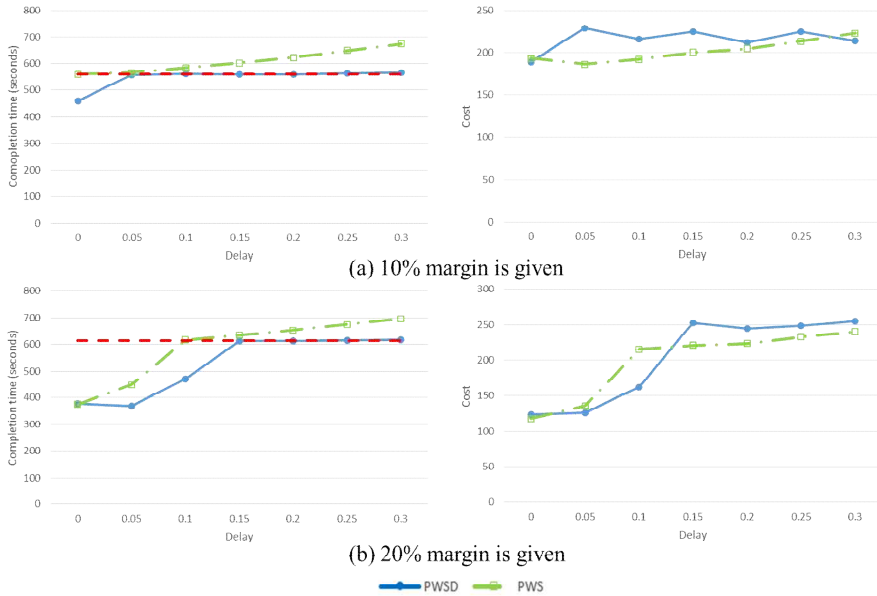 800
700
600
500
400
300
200
100
0
Comopletion time (seconds)
0 0.05 0.1 0.15 0.2 0.25 0.3
Delay
250
200
150
100
50
0
Cost
0 0.05 0.1 0.15 0.2 0.25 0.3
Delay
(a) 10% margin is given
800
700
600
500
400
300
200
100
0
Completion time (seconds)
0 0.05 0.1 0.15 0.2 0.25 0.3
Delay
300
250
200
150
100
50
0
Cost
0 0.05 0.1 0.15 0.2 0.25 0.3
Delay
(b) 20% margin is given
PWSD PWS